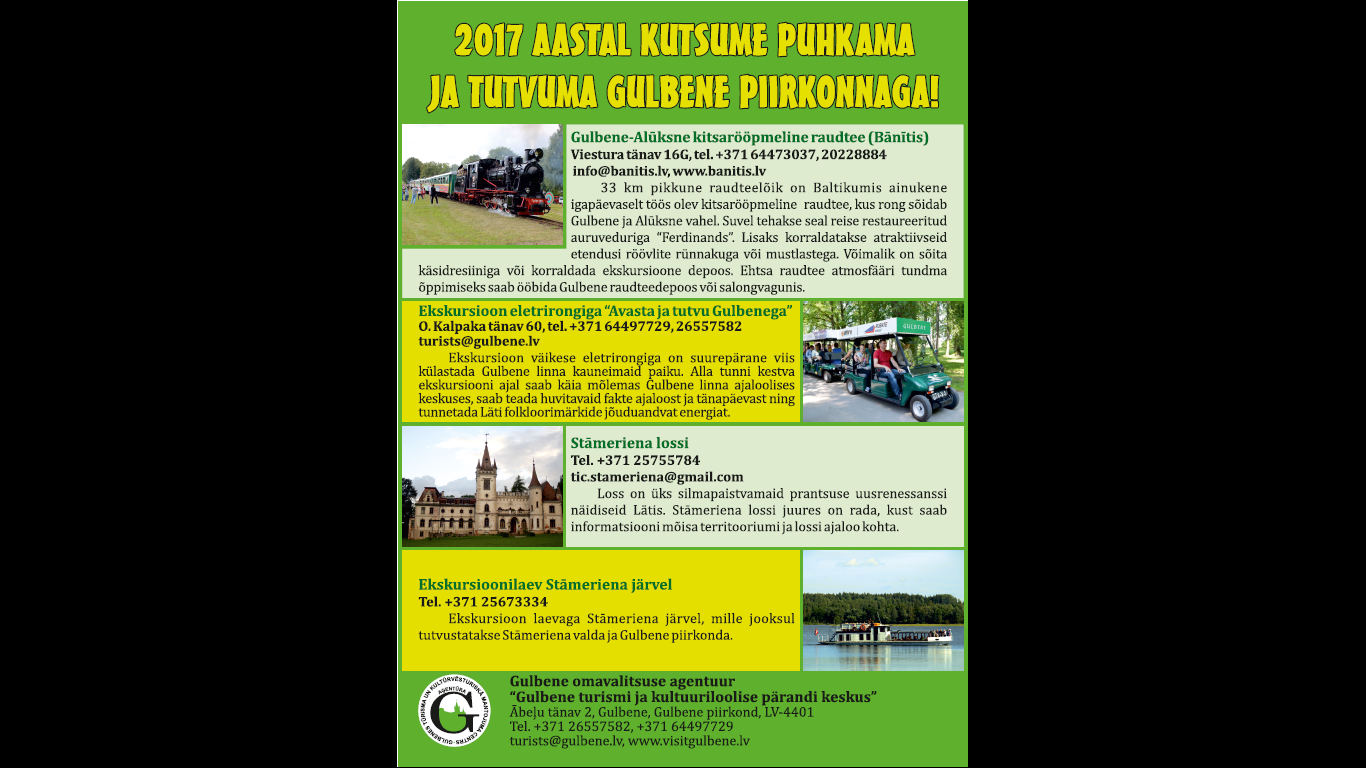 2017 AASTAL KUTSUME PUHKAMA
JA TUTVUMA GULBENE PIIRKONNAGA!
Gulbene-Alūksne kitsarööpmeline raudtee (Bānītis)
Viestura tänav 16G, tel. +371 64473037, 20228884
info@banitis.lv, www.banitis.lv
33 km pikkune raudteelõik on Baltikumis ainukene
igapäevaselt töös olev kitsarööpmeline raudtee, kus rong sõidab
Gulbene ja Alūksne vahel. Suvel tehakse seal reise restaureeritud
auruveduriga “Ferdinands”. Lisaks korraldatakse atraktiivseid
etendusi röövlite rünnakuga või mustlastega. Võimalik on sõita
käsidresiiniga või korraldada ekskursioone depoos. Ehtsa raudtee atmosfääri tundma
õppimiseks saab ööbida Gulbene raudteedepoos või salongvagunis.
Ekskursioon eletrirongiga “Avasta ja tutvu Gulbenega”
O. Kalpaka tänav 60, tel. +371 64497729, 26557582
turists@gulbene.lv
Ekskursioon väikese eletrirongiga on suurepärane viis
külastada Gulbene linna kauneimaid paiku. Alla tunni kestva
ekskursiooni ajal saab käia mõlemas Gulbene linna ajaloolises
keskuses, saab teada huvitavaid fakte ajaloost ja tänapäevast ning
tunnetada Läti folkloorimärkide jõuduandvat energiat.
GULBENE
Stāmeriena lossi
Tel. +371 25755784
tic.stameriena@gmail.com
Loss on üks silmapaistvamaid prantsuse uusrenessanssi
näidiseid Lätis. Stāmeriena lossi juures on rada, kust saab
informatsiooni mõisa territooriumi ja lossi ajaloo kohta.
Ekskursioonilaev Stāmeriena järvel
Tel. +371 25673334
Ekskursioon laevaga Stāmeriena järvel, mille jooksul
tutvustatakse Stāmeriena valda ja Gulbene piirkonda.
GULBENES TŪRISMA UN KULTŪRVĒSTURISKĀ MANTOJUMA CENTRS
AĢENTŪRA
G
Gulbene omavalitsuse agentuur
“Gulbene turismi ja kultuuriloolise pärandi keskus”
Ābeļu tänav 2, Gulbene, Gulbene piirkond, LV-4401
Tel. +371 26557582, +371 64497729
turists@gulbene.lv, www.visitgulbene.lv